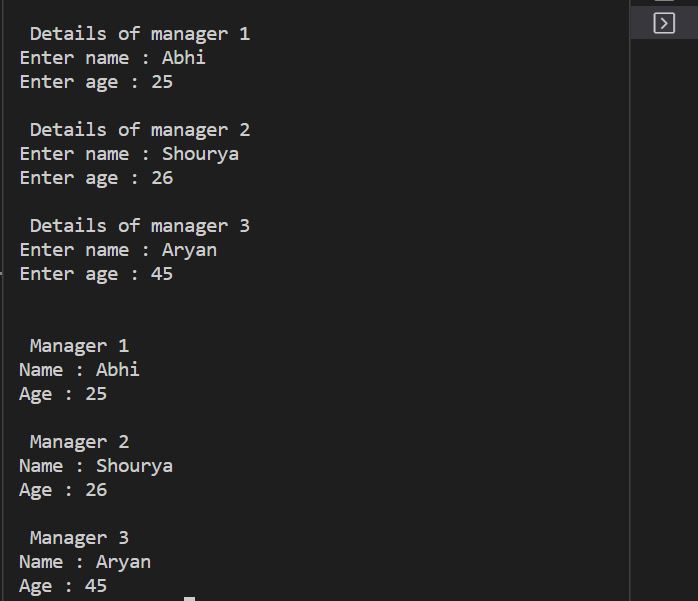 Details of manager 1
Enter name : Abhi
Enter age : 25
Details of manager 2
Enter name : Shourya
Enter age : 26
Details of manager 3
Enter name : Aryan
Enter age : 45
Manager 1
Name : Abhi
Age : 25
Manager 2
Name : Shourya
Age : 26
Manager 3
Name : Aryan
Age : 45